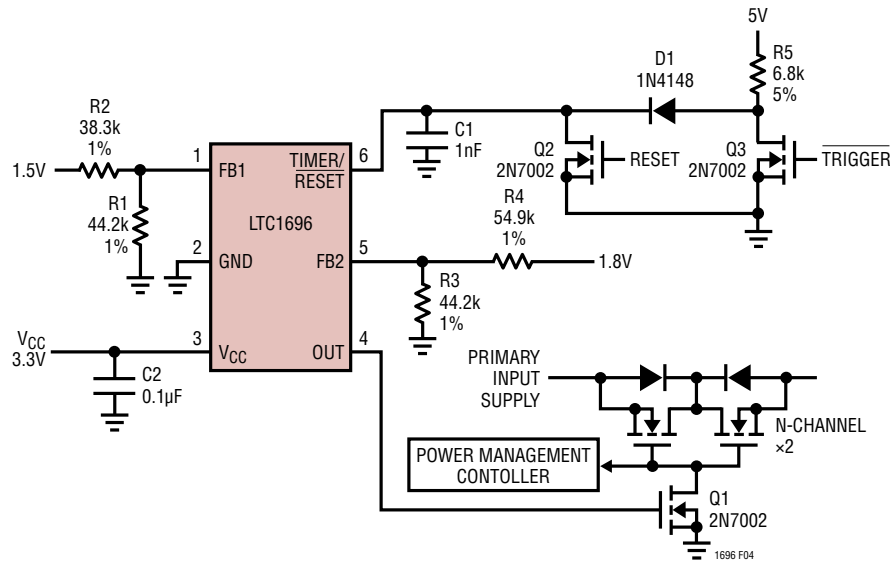 5V
D1
1N4148
R5
6.8k
5%
R2
38.3k
1%
1.5V
R1
44.2k
1%
1
FB1
TIMER/
RESET
6
C1
1nF
Q2
2N7002
RESET
Q3
2N7002
TRIGGER
LTC1696
2
GND
5
FB2
R4
54.9k
1%
1.8V
R3
44.2k
1%
VCC
3.3V
3
VCC
OUT
4
C2
0.1µF
PRIMARY
INPUT
SUPPLY
N-CHANNEL
×2
POWER MANAGEMENT
CONTOLLER
Q1
2N7002
1696 F04